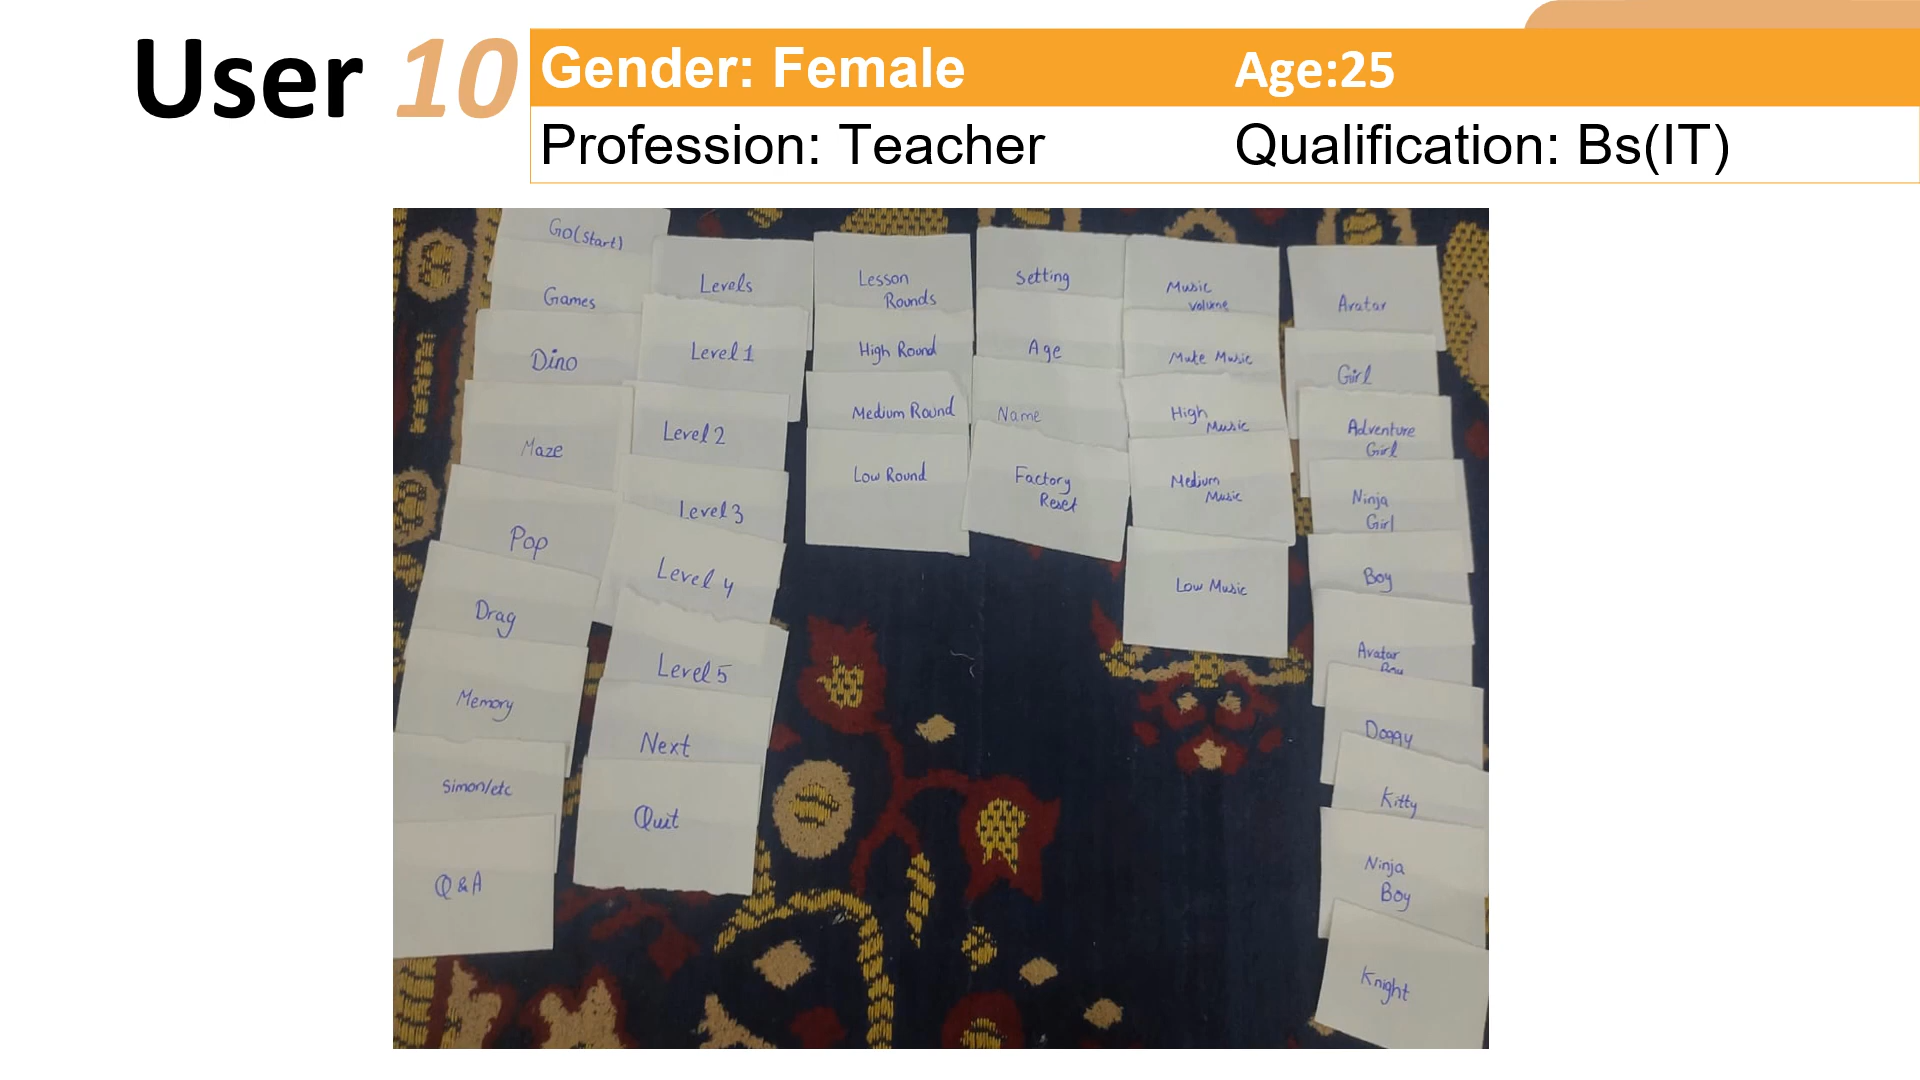 User 10
Gender: Female
Age:25
Profession: Teacher
Qualification: Bs(IT)
Go(Start)
Games
Dino
Maze
Pop
Drag
Memory
Simon/etc
Q & A
Levels
Level 1
Level 2
Level 3
Level 4
Level 5
Next
Quit
Lesson
Rounds
High Round
Medium Round
Low Round
Setting
Age
Name
Factory
Reset
Music
Volume
Mute Music
High
Music
Medium
Music
Low Music
Avatar
Girl
Adventure
Girl
Ninja
Girl
Boy
Avatar
Boy
Doggy
Kitty
Ninja
Boy
Knight